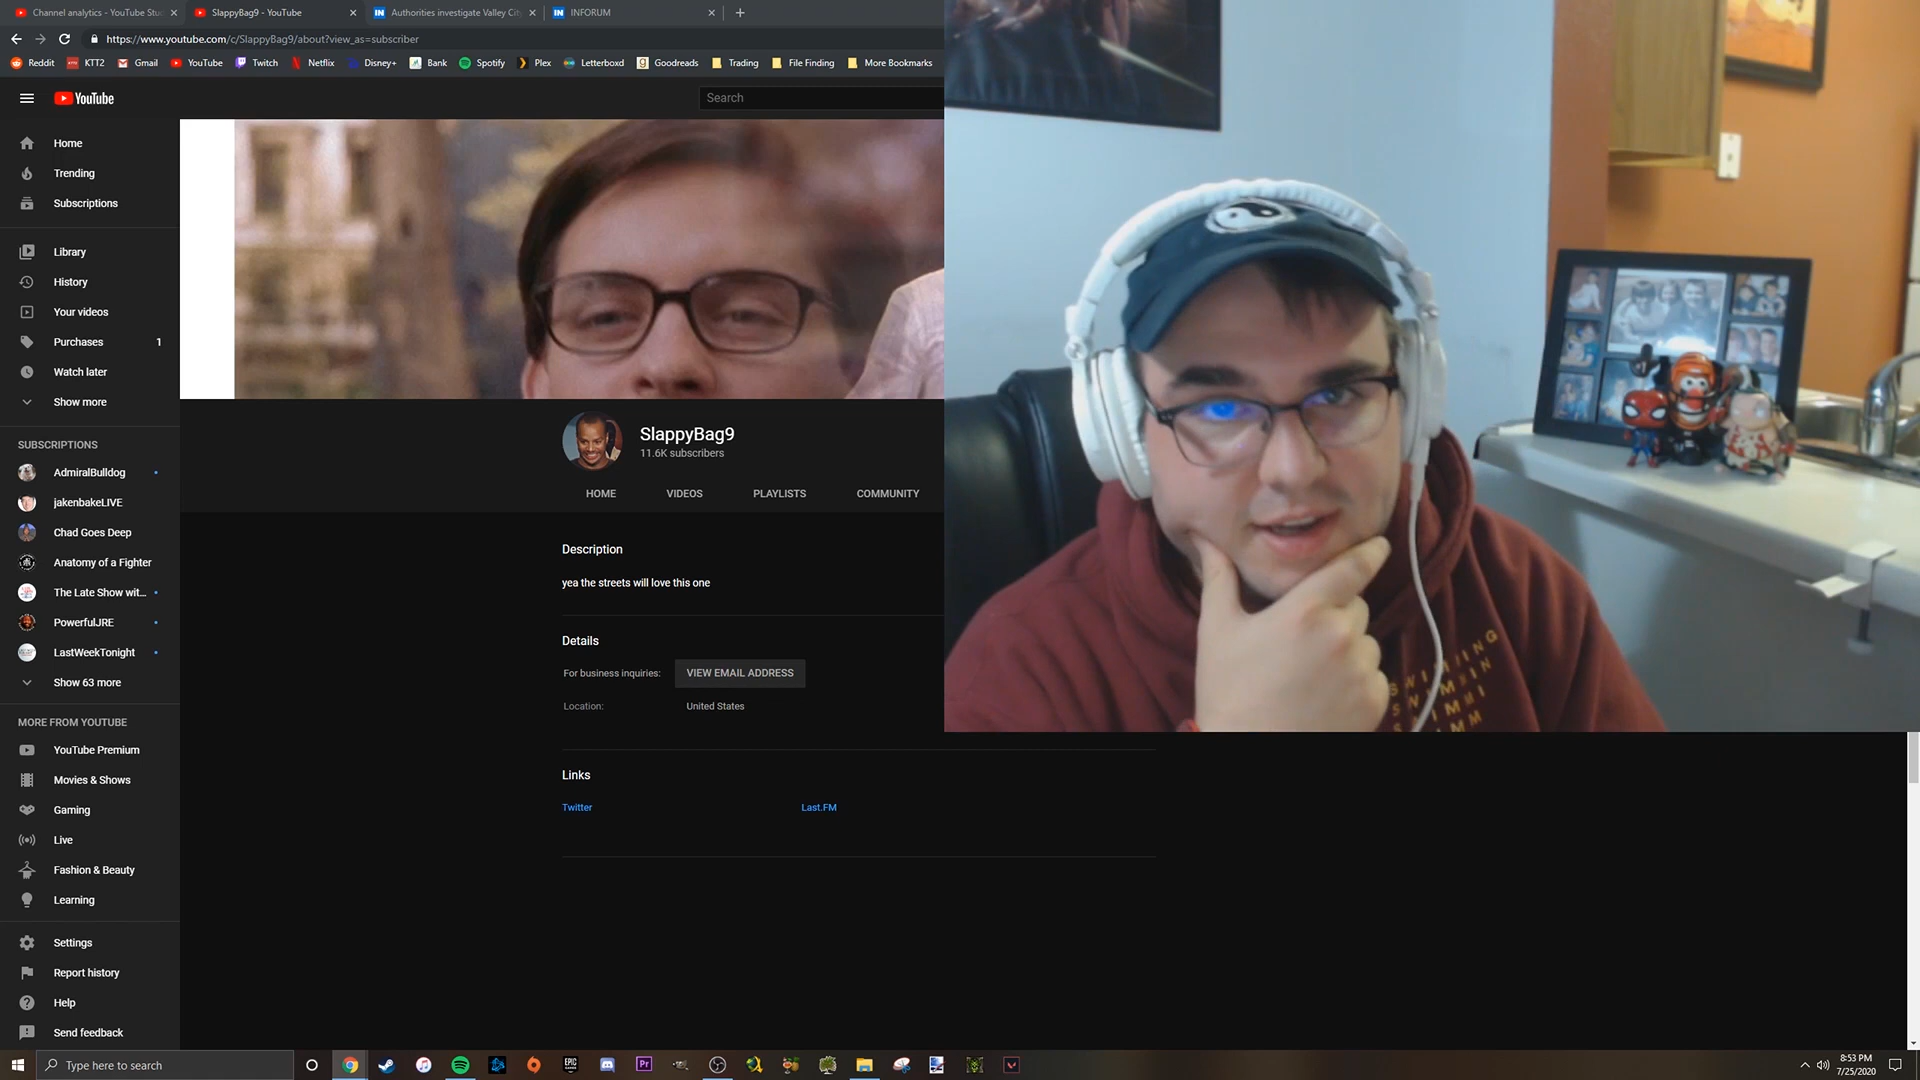 Channel analytics - YouTube Stu
SlappyBag9 - YouTube
Authorities investigate Valley City
INFORUM
https://www.youtube.com/c/SlappyBag9/about?view_as=subscriber
Reddit KTT2 Gmail YouTube Twitch Netflix Disney+ Bank Spotify Plex Letterboxd Goodreads Trading File Finding More Bookmarks
YouTube
Search
Home
Trending
Subscriptions
Library
History
Your videos
Purchases 1
Watch later
Show more
SUBSCRIPTIONS
AdmiralBulldog
jakenbakeLIVE
Chad Goes Deep
Anatomy of a Fighter
The Late Show wit...
PowerfulJRE
LastWeekTonight
Show 63 more
MORE FROM YOUTUBE
YouTube Premium
Movies & Shows
Gaming
Live
Fashion & Beauty
Learning
Settings
Report history
Help
Send feedback
SlappyBag9
11.6K subscribers
HOME VIDEOS PLAYLISTS COMMUNITY
Description
yea the streets will love this one
Details
For business inquiries: VIEW EMAIL ADDRESS
Location: United States
Links
Twitter Last.FM
Type here to search
EPIC
Pr
8:53 PM
7/25/2020